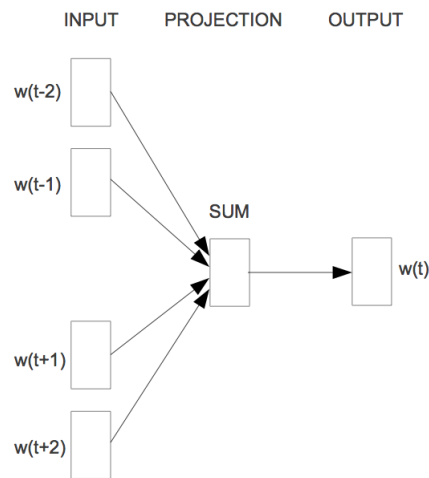 INPUT PROJECTION OUTPUT
w(t-2)
w(t-1)
SUM
w(t)
w(t+1)
w(t+2)